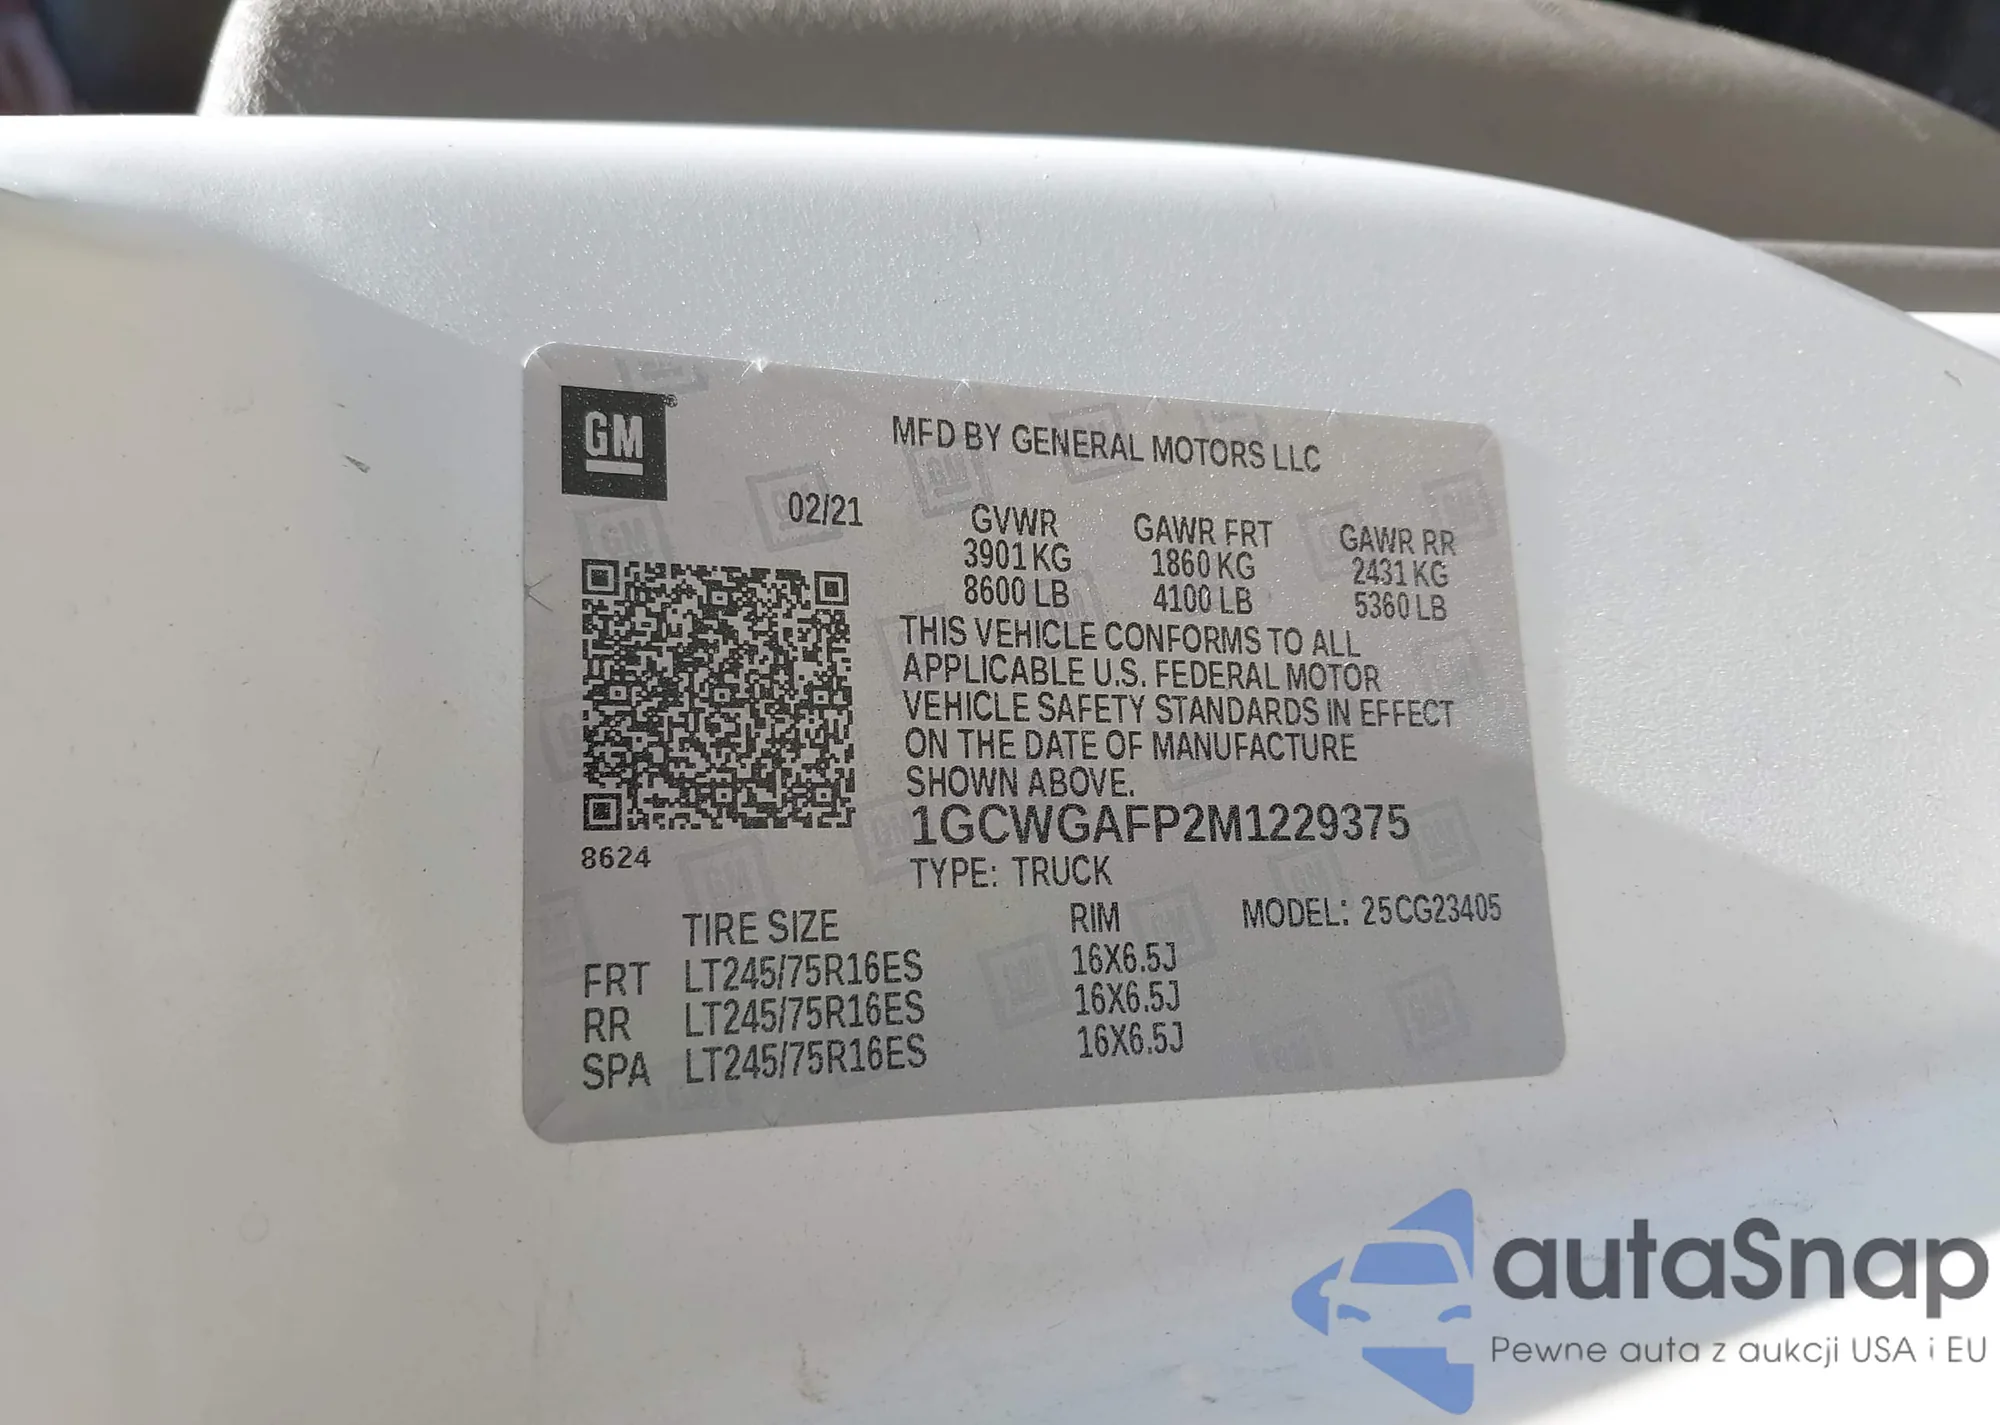 GM
MFD BY GENERAL MOTORS LLC
02/21
GVWR GAWR FRT GAWR RR
3901 KG 1860 KG 2431 KG
8600 LB 4100 LB 5360 LB
THIS VEHICLE CONFORMS TO ALL
APPLICABLE U.S. FEDERAL MOTOR
VEHICLE SAFETY STANDARDS IN EFFECT
ON THE DATE OF MANUFACTURE
SHOWN ABOVE.
1GCWGAFP2M1229375
8624
TYPE: TRUCK
TIRE SIZE RIM MODEL: 25CG23405
FRT LT245/75R16ES 16X6.5J
RR LT245/75R16ES 16X6.5J
SPA LT245/75R16ES 16X6.5J
autaSnap
Pewne auta z aukcji USA i EU